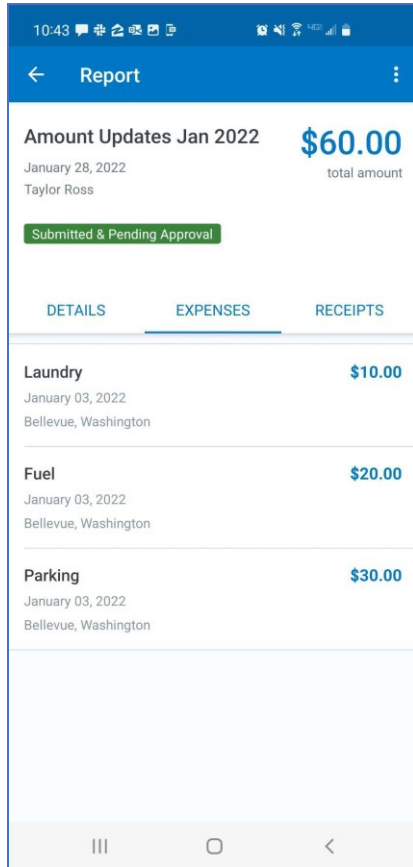 10:43
Report
Amount Updates Jan 2022
$60.00
January 28, 2022
total amount
Taylor Ross
Submitted & Pending Approval
DETAILS EXPENSES RECEIPTS
Laundry $10.00
January 03, 2022
Bellevue, Washington
Fuel $20.00
January 03, 2022
Bellevue, Washington
Parking $30.00
January 03, 2022
Bellevue, Washington